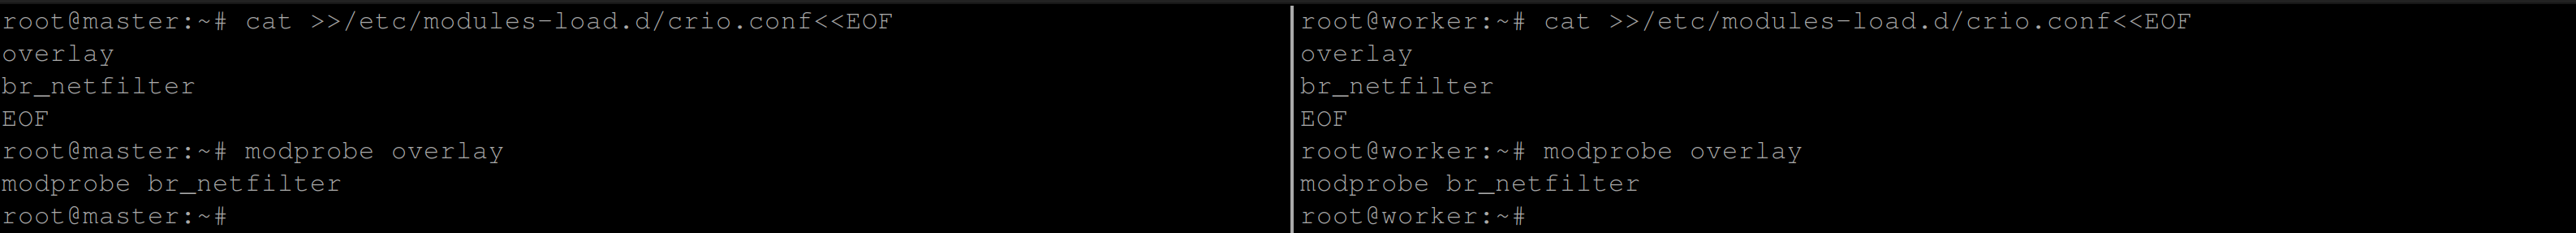 root@master:~# cat >>/etc/modules-load.d/crio.conf<<EOF
overlay
br_netfilter
EOF
root@master:~# modprobe overlay
modprobe br_netfilter
root@master:~#
root@worker:~# cat >>/etc/modules-load.d/crio.conf<<EOF
overlay
br_netfilter
EOF
root@worker:~# modprobe overlay
modprobe br_netfilter
root@worker:~#